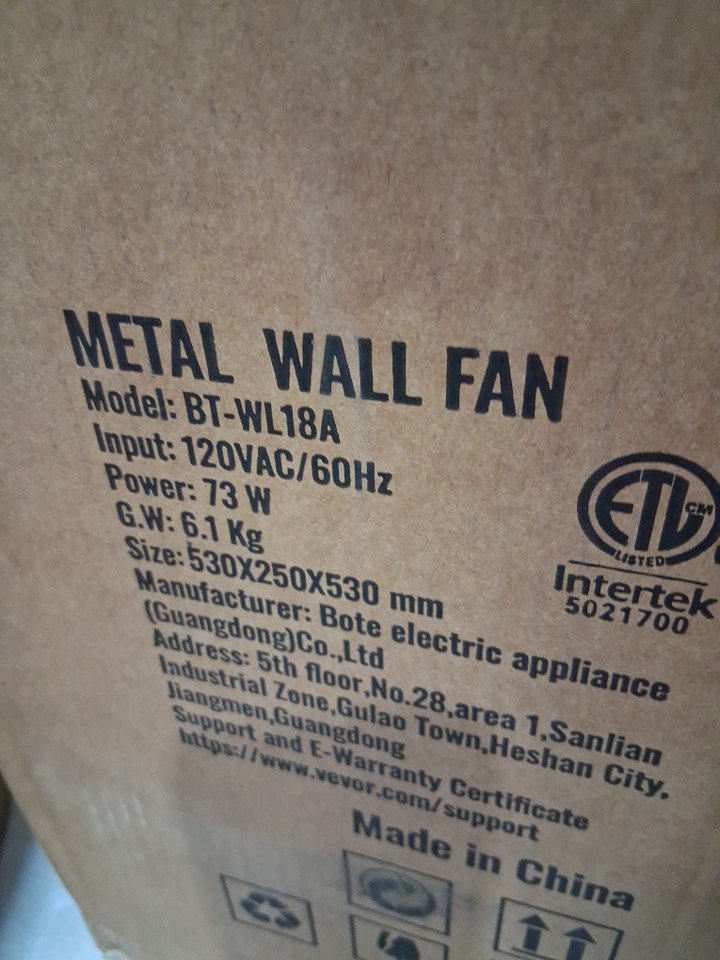 METAL WALL FAN
Model: BT-WL18A
Input: 120VAC/60Hz
Power: 73 W
G.W: 6.1 Kg
Size: 530X250X530 mm
Manufacturer: Bote electric appliance
(Guangdong)Co.,Ltd
Address: 5th floor,No.28,area 1,Sanlian
Industrial Zone,Gulao Town,Heshan City,
Jiangmen,Guangdong
Support and E-Warranty Certificate
https://www.vevor.com/support
Made in China
ETL CM
LISTED
Intertek
5021700